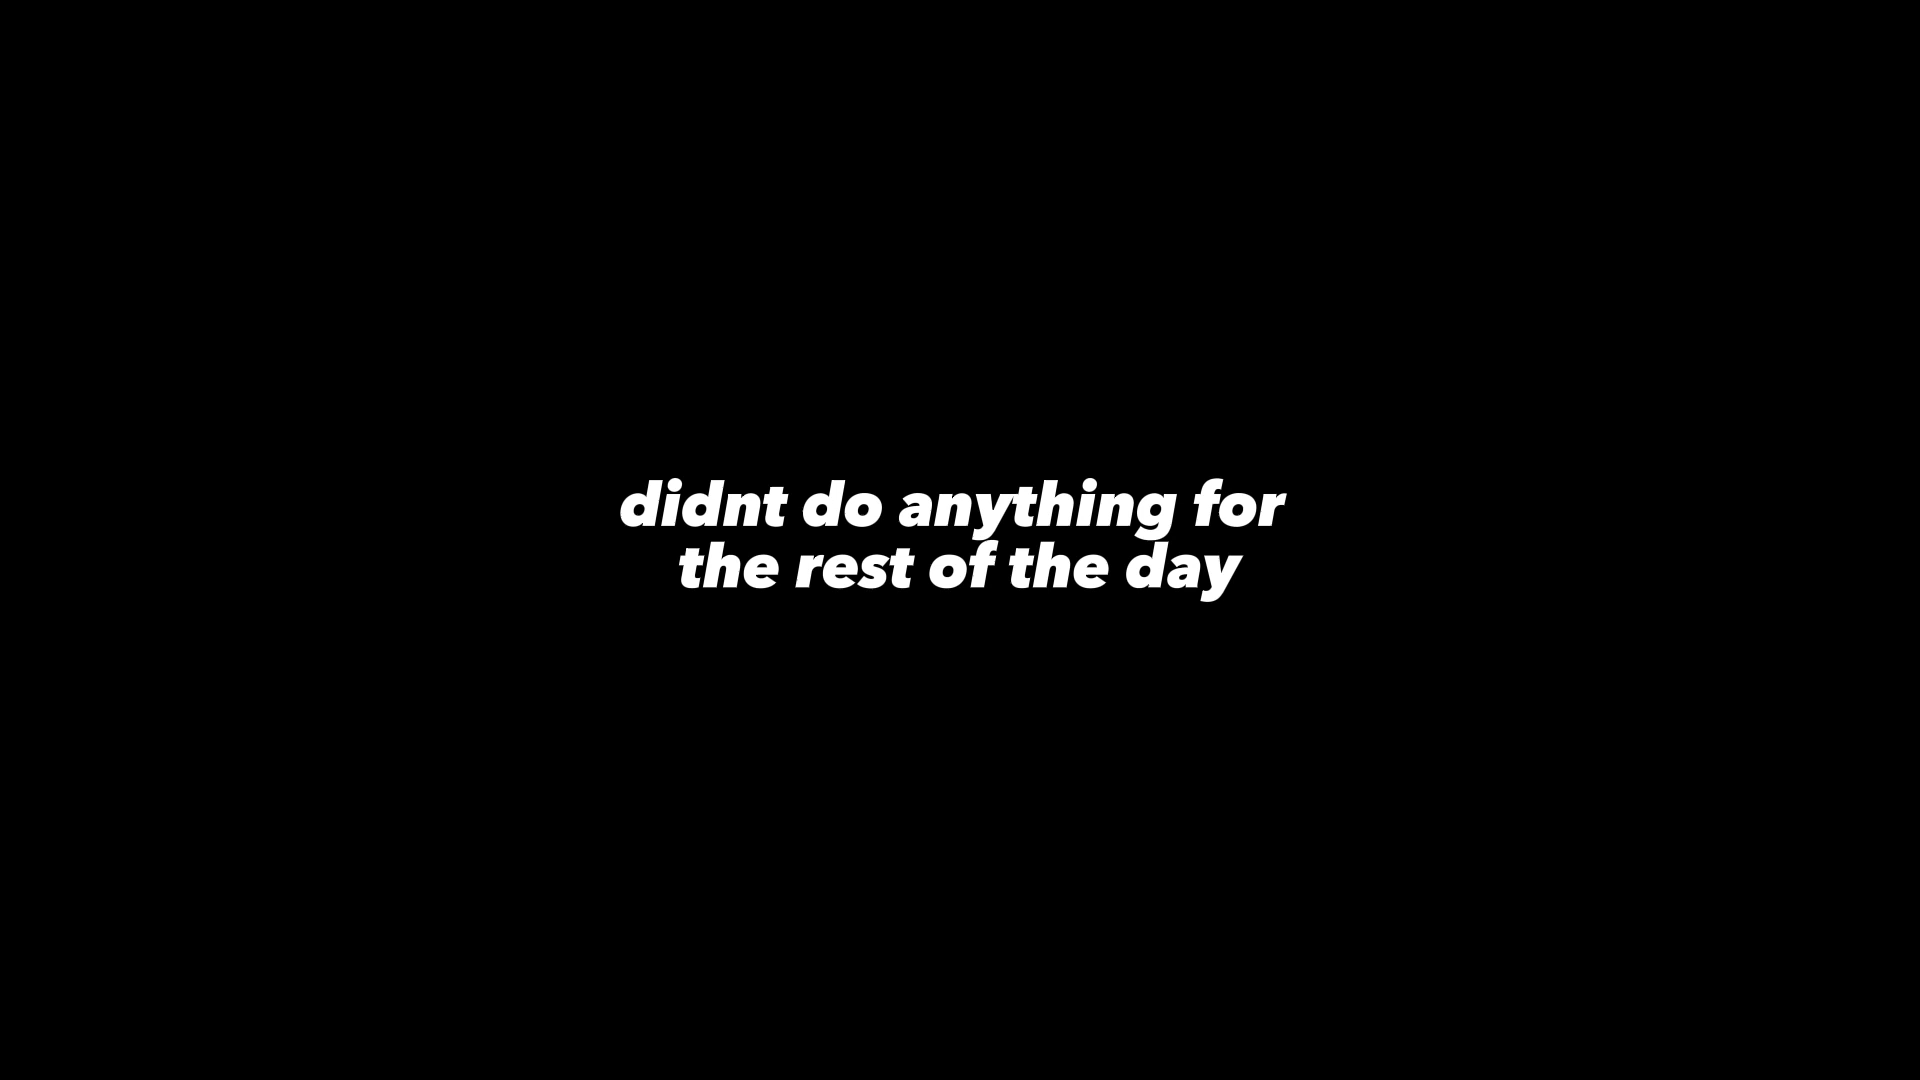 didnt do anything for
the rest of the day